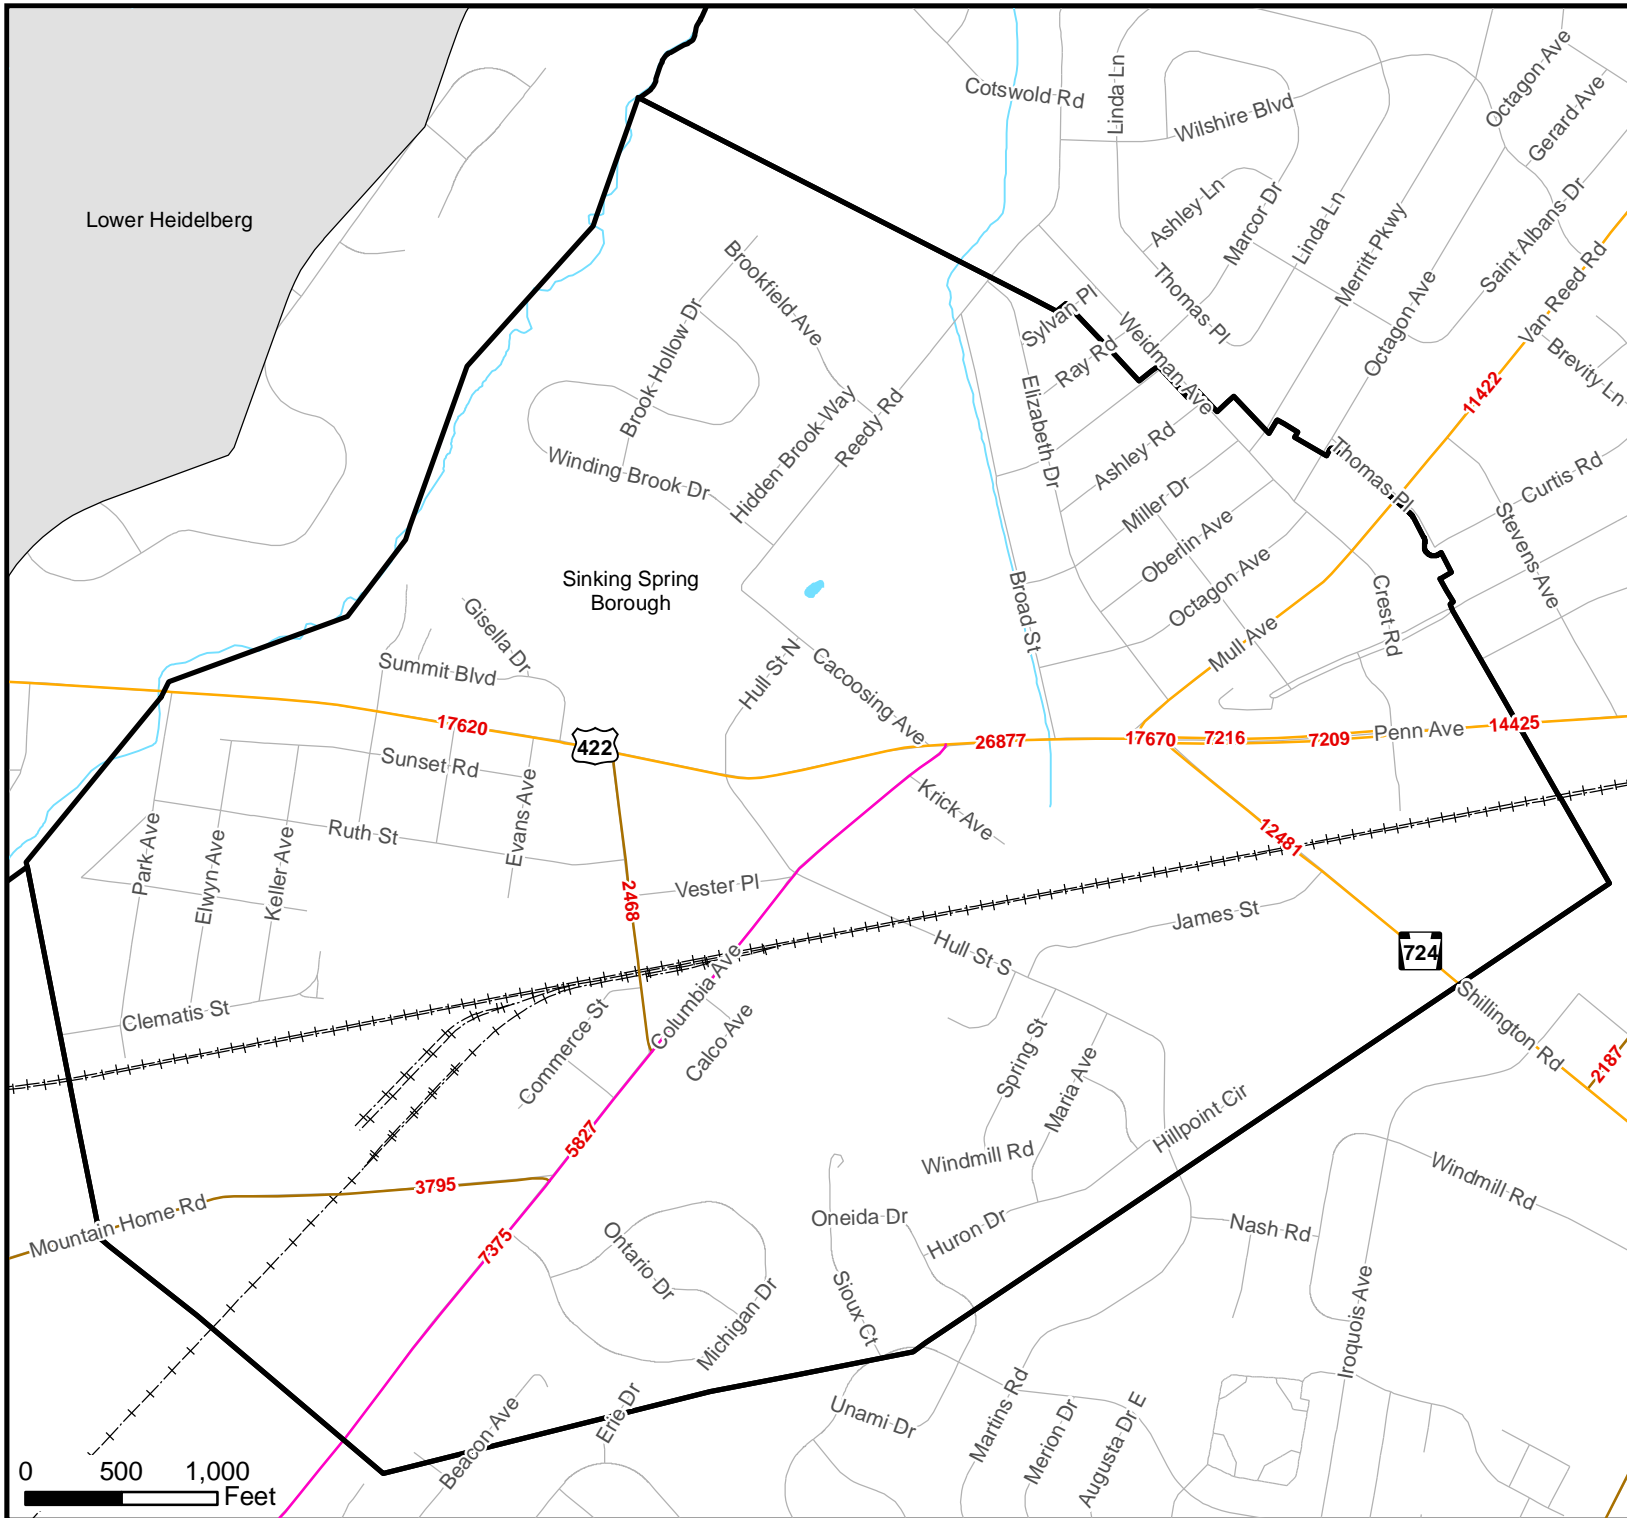 Cotswold Rd
Linda Ln
Wilshire Blvd
Octagon Ave
Gerard Ave
Lower Heidelberg
Ashley Ln
Marcor Dr
Linda Ln
Merritt Pkwy
Saint Albans Dr
Van Reed Rd
Brookfield Ave
Thomas Pl
Sylvan Pl
Weidman Ave
Ray Rd
Octagon Ave
Brevity Ln
Brook Hollow Dr
Elizabeth Dr
11422
Hidden Brook Way
Reedy Rd
Winding Brook Dr
Ashley Rd
Thomas Pl
Curtis Rd
Miller Dr
Stevens Ave
Oberlin Ave
Octagon Ave
Sinking Spring
Borough
Broad St
Crest Rd
Gisella Dr
Summit Blvd
Hull St N
Cacoosing Ave
Mull Ave
17620
422
26877
17670
7216
7209
Penn Ave
14425
Sunset Rd
Evans Ave
Krick Ave
Ruth St
12481
Park Ave
Elwyn Ave
Keller Ave
2468
Vester Pl
James St
Hull St S
724
Columbia Ave
Clematis St
Commerce St
Calco Ave
Shillington Rd
Spring St
Maria Ave
2187
5827
Hillpoint Cir
Windmill Rd
Windmill Rd
3795
Mountain Home Rd
Oneida Dr
Huron Dr
Nash Rd
7375
Ontario Dr
Michigan Dr
Sioux Ct
Iroquois Ave
Beacon Ave
Erie Dr
Unami Dr
Martins Rd
Merion Dr
Augusta Dr E
0 500 1,000
Feet